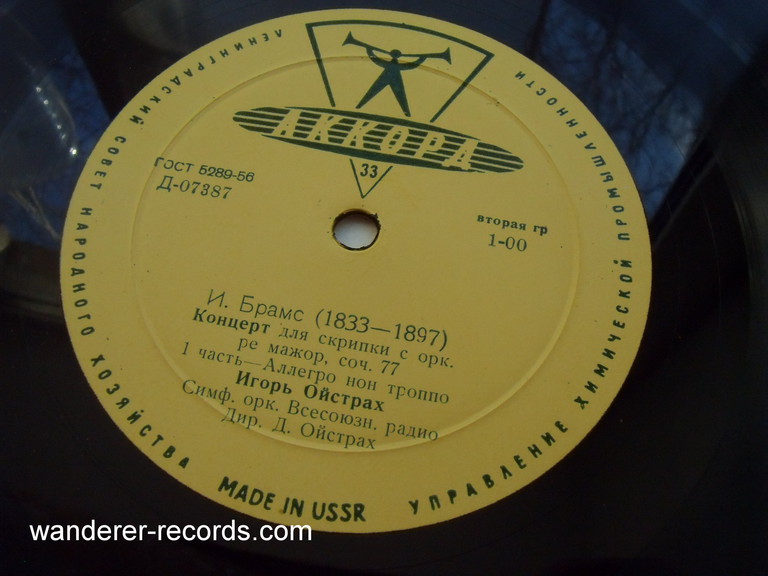 ЛЕНИНГРАДСКИЙ СОВЕТ НАРОДНОГО ХОЗЯЙСТВА
УПРАВЛЕНИЕ ХИМИЧЕСКОЙ ПРОМЫШЛЕННОСТИ
АККОРД
33
ГОСТ 5289-56
Д-07387
вторая гр
1-00
И. Брамс (1833—1897)
Концерт для скрипки с орк.
ре мажор, соч. 77
1 часть—Аллегро нон троппо
Игорь Ойстрах
Симф. орк. Всесоюзн. радио
Дир. Д. Ойстрах
MADE IN USSR
wanderer-records.com